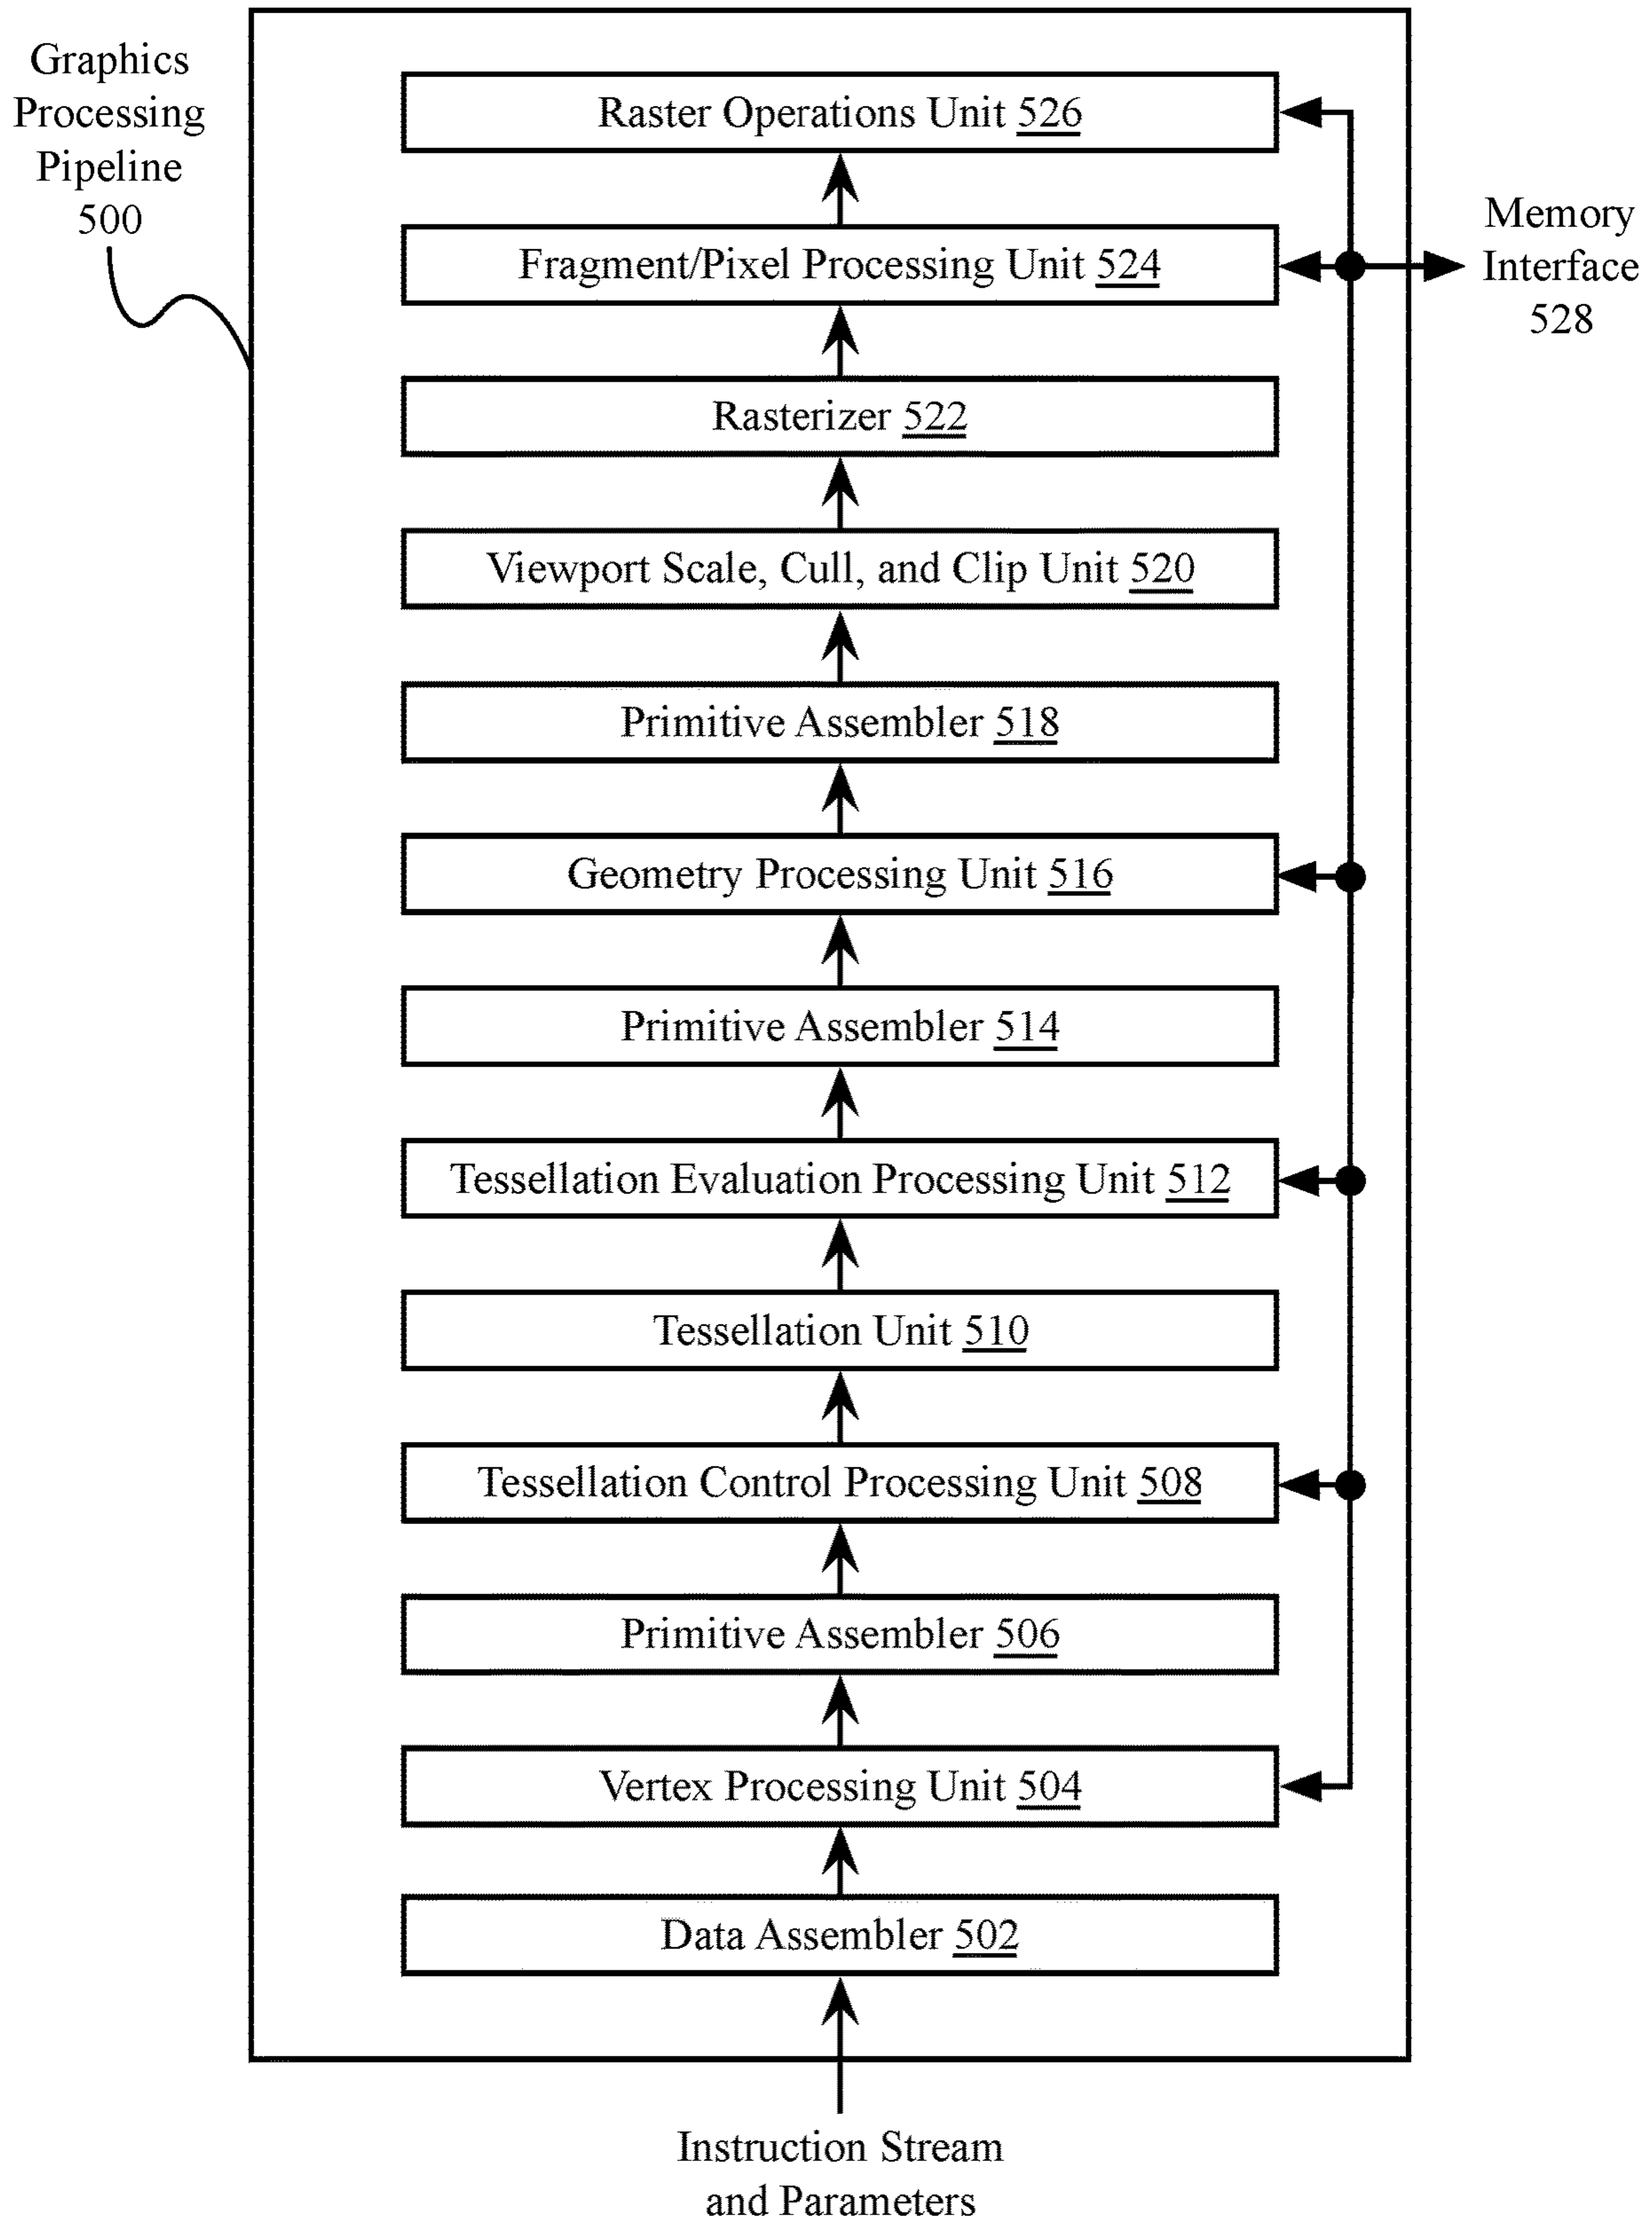 Graphics
Processing
Pipeline
500
Raster Operations Unit 526
Fragment/Pixel Processing Unit 524
Memory
Interface
528
Rasterizer 522
Viewport Scale, Cull, and Clip Unit 520
Primitive Assembler 518
Geometry Processing Unit 516
Primitive Assembler 514
Tessellation Evaluation Processing Unit 512
Tessellation Unit 510
Tessellation Control Processing Unit 508
Primitive Assembler 506
Vertex Processing Unit 504
Data Assembler 502
Instruction Stream
and Parameters